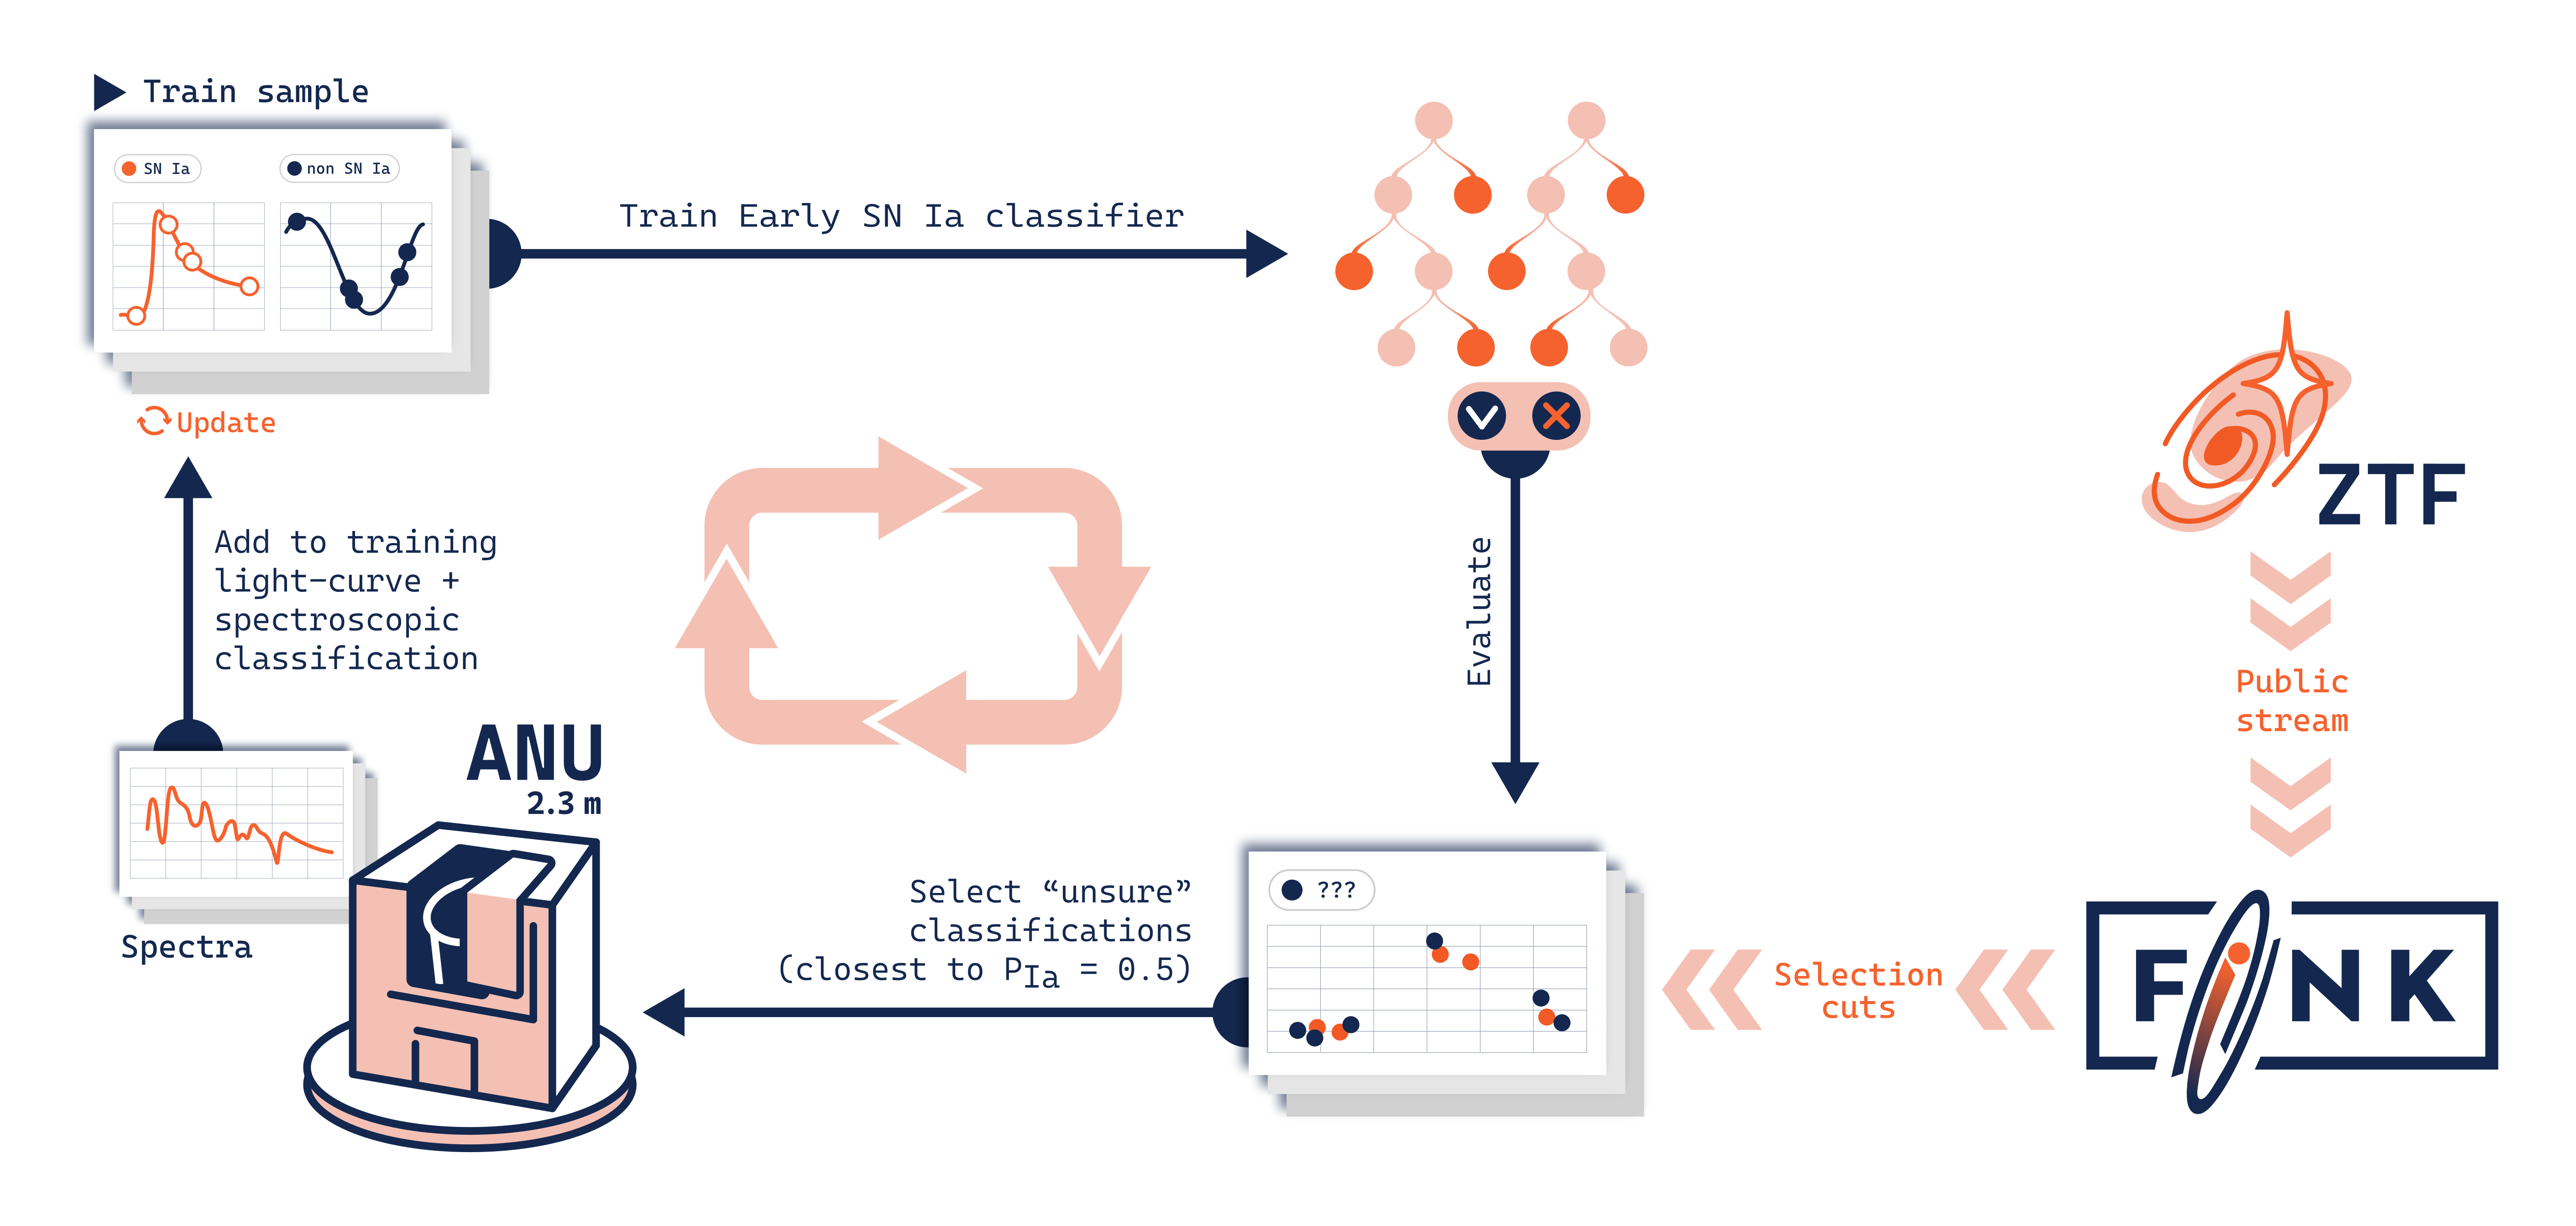 Train sample
SN Ia
non SN Ia
Update
Train Early SN Ia classifier
Evaluate
ZTF
Public
stream
FINK
Selection
cuts
???
Select “unsure”
classifications
(closest to PIa = 0.5)
ANU
2.3 m
Spectra
Add to training
light-curve +
spectroscopic
classification